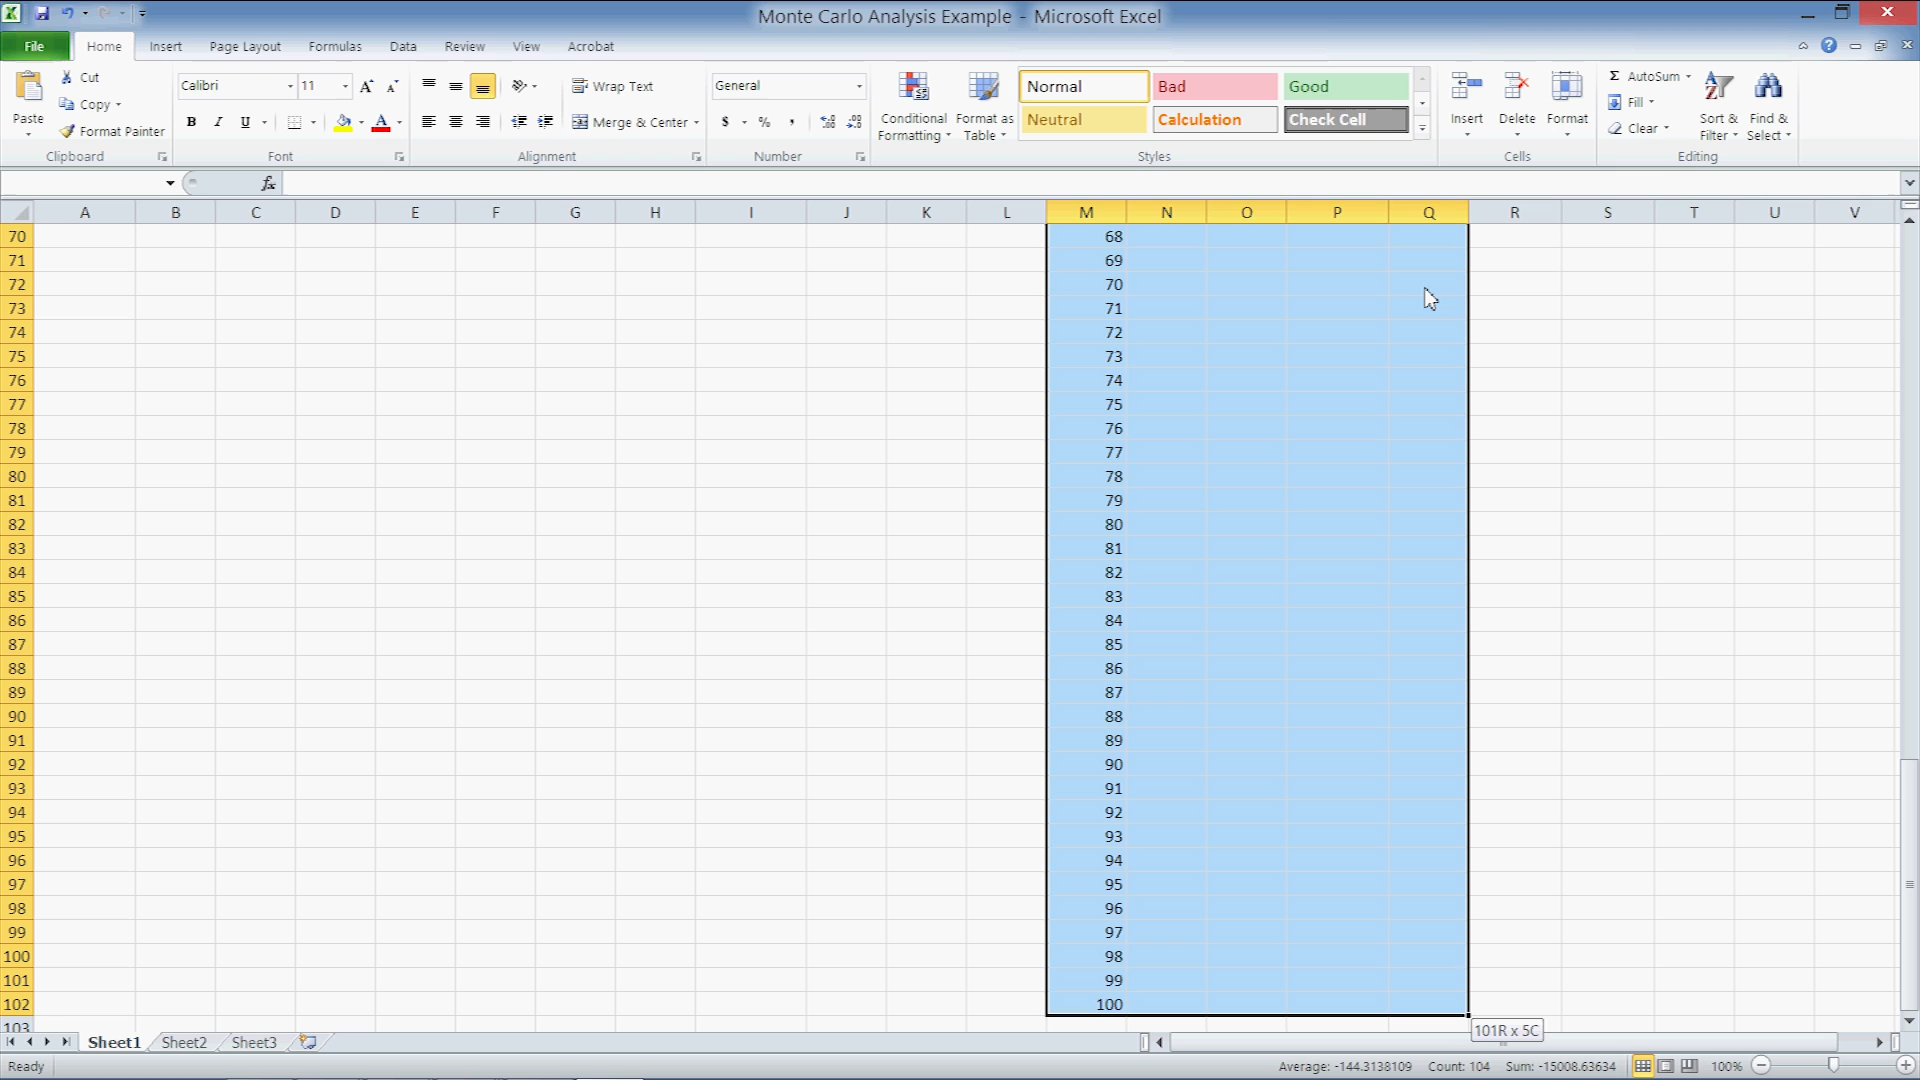 Monte Carlo Analysis Example - Microsoft Excel
File Home Insert Page Layout Formulas Data Review View Acrobat
Paste
Cut
Copy
Format Painter
Clipboard
Calibri 11
B I U
Font
Wrap Text
Merge & Center
Alignment
General
$ % ,
Number
Conditional Formatting
Format as Table
Normal Bad Good
Neutral Calculation Check Cell
Styles
Insert Delete Format
Cells
Σ AutoSum
Fill
Clear
Sort & Filter
Find & Select
Editing
fx
A B C D E F G H I J K L M N O P Q R S T U V
70 68
71 69
72 70
73 71
74 72
75 73
76 74
77 75
78 76
79 77
80 78
81 79
82 80
83 81
84 82
85 83
86 84
87 85
88 86
89 87
90 88
91 89
92 90
93 91
94 92
95 93
96 94
97 95
98 96
99 97
100 98
101 99
102 100
103
101R x 5C
Sheet1 Sheet2 Sheet3
Ready Average: -144.3138109 Count: 104 Sum: -15008.63634 100%